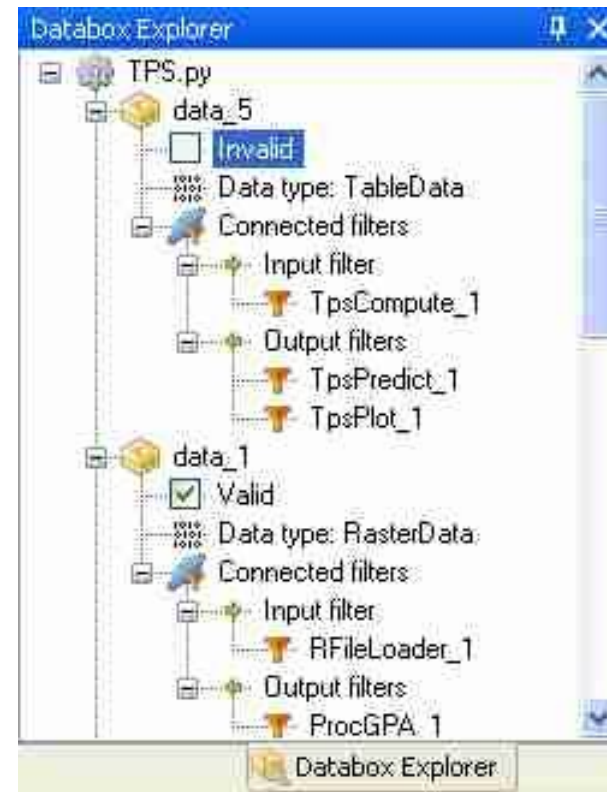 Databox Explorer
TPS.py
data_5
Invalid
Data type: TableData
Connected filters
Input filter
TpsCompute_1
Output filters
TpsPredict_1
TpsPlot_1
data_1
Valid
Data type: RasterData
Connected filters
Input filter
RFileLoader_1
Output filters
ProcGPA_1
Databox Explorer